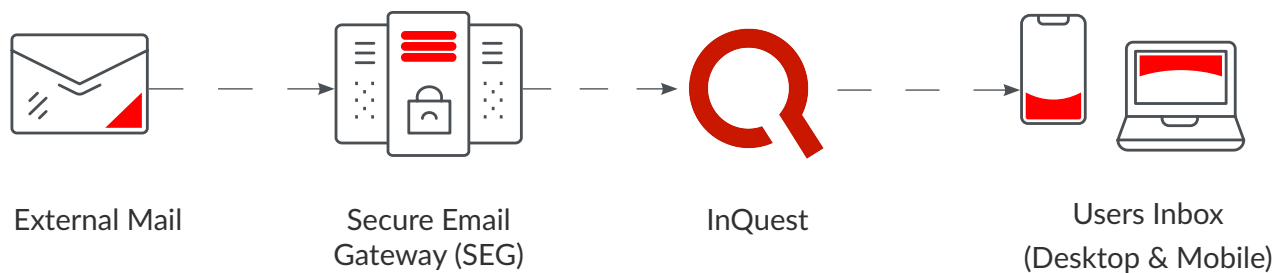 External Mail
Secure Email
Gateway (SEG)
InQuest
Users Inbox
(Desktop & Mobile)